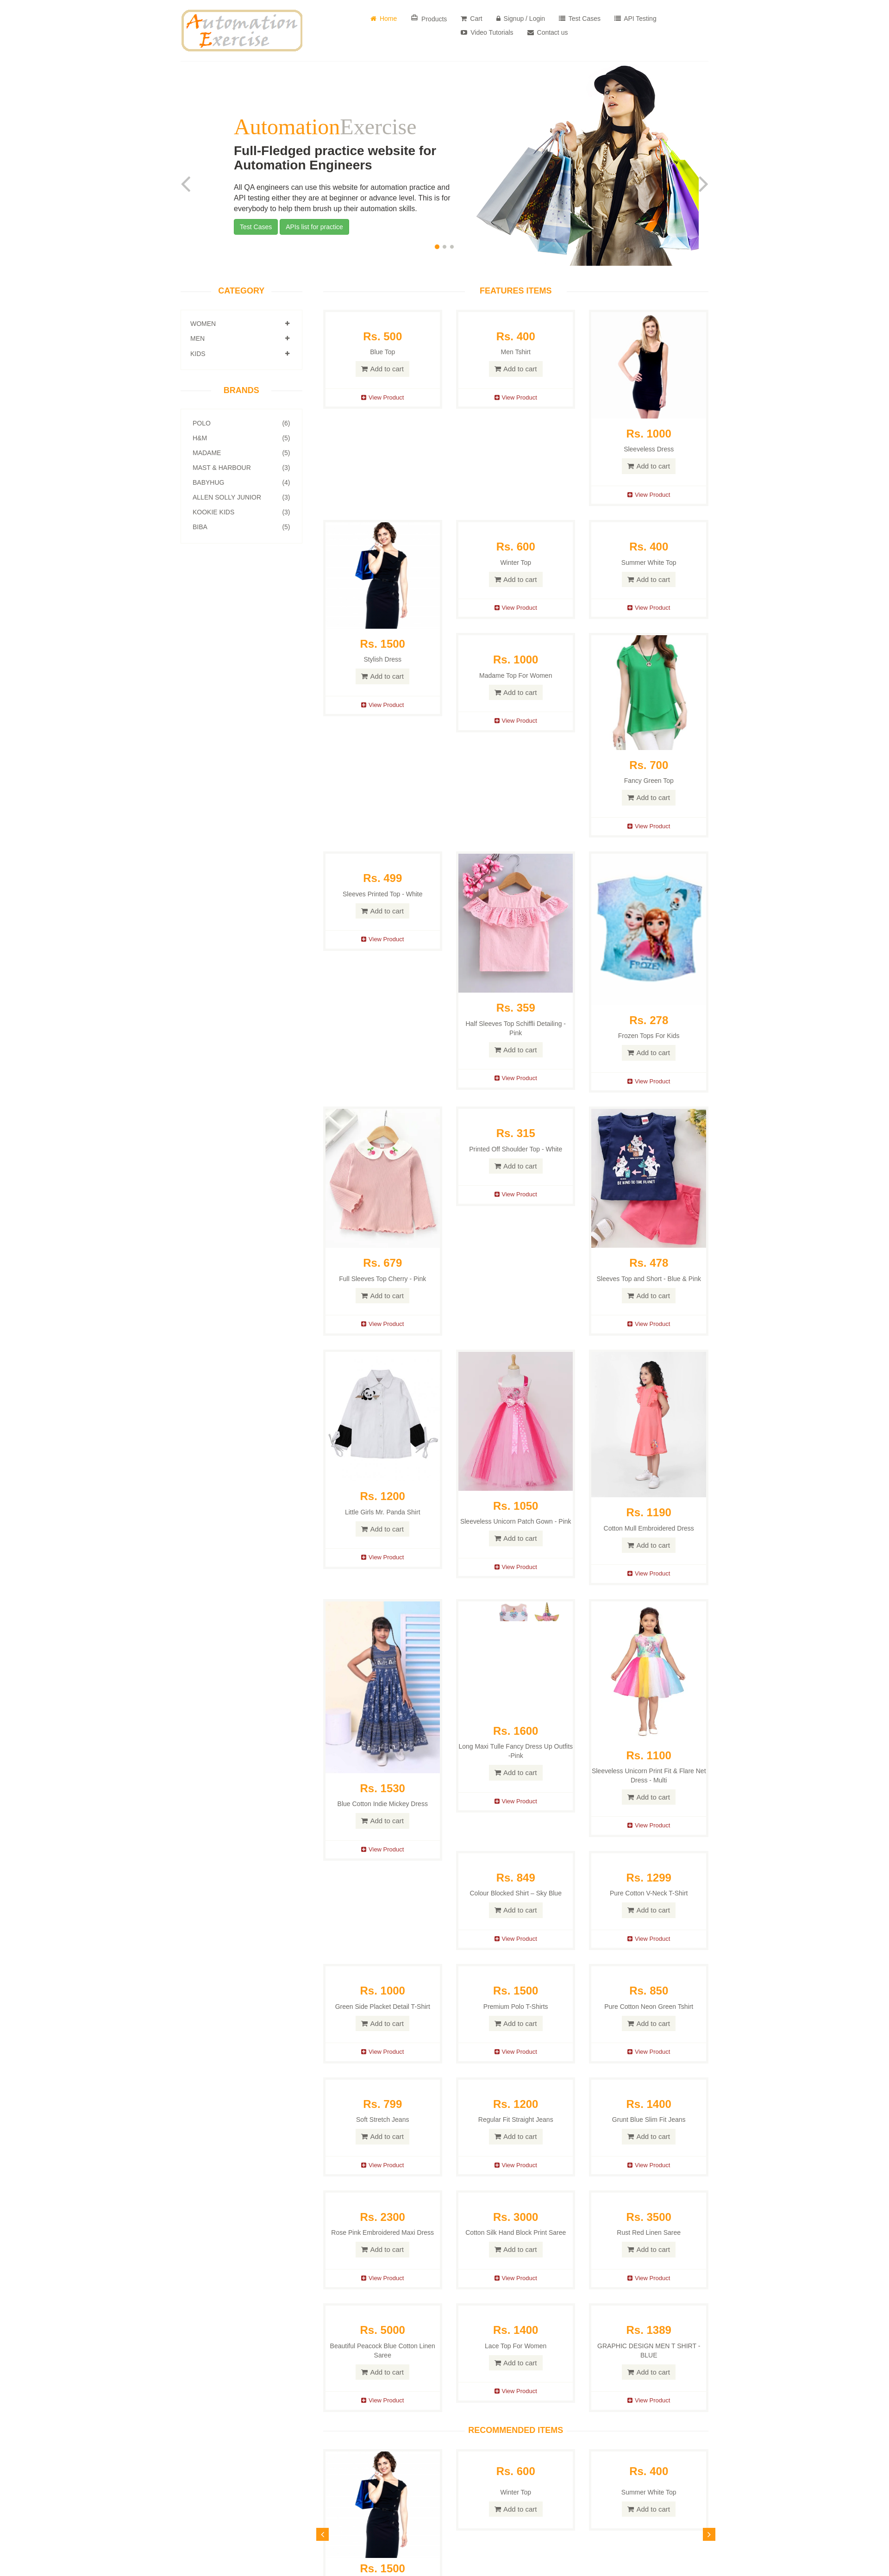 Automation
Exercise
Home
Products
Cart
Signup / Login
Test Cases
API Testing
Video Tutorials
Contact us
AutomationExercise
Full-Fledged practice website for
Automation Engineers
All QA engineers can use this website for automation practice and
API testing either they are at beginner or advance level. This is for
everybody to help them brush up their automation skills.
Test Cases
APIs list for practice
CATEGORY
WOMEN
MEN
KIDS
BRANDS
POLO (6)
H&M (5)
MADAME (5)
MAST & HARBOUR (3)
BABYHUG (4)
ALLEN SOLLY JUNIOR (3)
KOOKIE KIDS (3)
BIBA (5)
FEATURES ITEMS
Rs. 500
Blue Top
Add to cart
View Product
Rs. 400
Men Tshirt
Add to cart
View Product
Rs. 1000
Sleeveless Dress
Add to cart
View Product
Rs. 1500
Stylish Dress
Add to cart
View Product
Rs. 600
Winter Top
Add to cart
View Product
Rs. 400
Summer White Top
Add to cart
View Product
Rs. 1000
Madame Top For Women
Add to cart
View Product
Rs. 700
Fancy Green Top
Add to cart
View Product
Rs. 499
Sleeves Printed Top - White
Add to cart
View Product
Rs. 359
Half Sleeves Top Schiffli Detailing -
Pink
Add to cart
View Product
FROZEN
Rs. 278
Frozen Tops For Kids
Add to cart
View Product
Rs. 679
Full Sleeves Top Cherry - Pink
Add to cart
View Product
Rs. 315
Printed Off Shoulder Top - White
Add to cart
View Product
BE KIND TO THE PLANET
Rs. 478
Sleeves Top and Short - Blue & Pink
Add to cart
View Product
Rs. 1200
Little Girls Mr. Panda Shirt
Add to cart
View Product
Rs. 1050
Sleeveless Unicorn Patch Gown - Pink
Add to cart
View Product
Rs. 1190
Cotton Mull Embroidered Dress
Add to cart
View Product
Rs. 1530
Blue Cotton Indie Mickey Dress
Add to cart
View Product
Rs. 1600
Long Maxi Tulle Fancy Dress Up Outfits
-Pink
Add to cart
View Product
Rs. 1100
Sleeveless Unicorn Print Fit & Flare Net
Dress - Multi
Add to cart
View Product
Rs. 849
Colour Blocked Shirt – Sky Blue
Add to cart
View Product
Rs. 1299
Pure Cotton V-Neck T-Shirt
Add to cart
View Product
Rs. 1000
Green Side Placket Detail T-Shirt
Add to cart
View Product
Rs. 1500
Premium Polo T-Shirts
Add to cart
View Product
Rs. 850
Pure Cotton Neon Green Tshirt
Add to cart
View Product
Rs. 799
Soft Stretch Jeans
Add to cart
View Product
Rs. 1200
Regular Fit Straight Jeans
Add to cart
View Product
Rs. 1400
Grunt Blue Slim Fit Jeans
Add to cart
View Product
Rs. 2300
Rose Pink Embroidered Maxi Dress
Add to cart
View Product
Rs. 3000
Cotton Silk Hand Block Print Saree
Add to cart
View Product
Rs. 3500
Rust Red Linen Saree
Add to cart
View Product
Rs. 5000
Beautiful Peacock Blue Cotton Linen
Saree
Add to cart
View Product
Rs. 1400
Lace Top For Women
Add to cart
View Product
Rs. 1389
GRAPHIC DESIGN MEN T SHIRT -
BLUE
Add to cart
View Product
RECOMMENDED ITEMS
Rs. 1500
Rs. 600
Winter Top
Add to cart
Rs. 400
Summer White Top
Add to cart